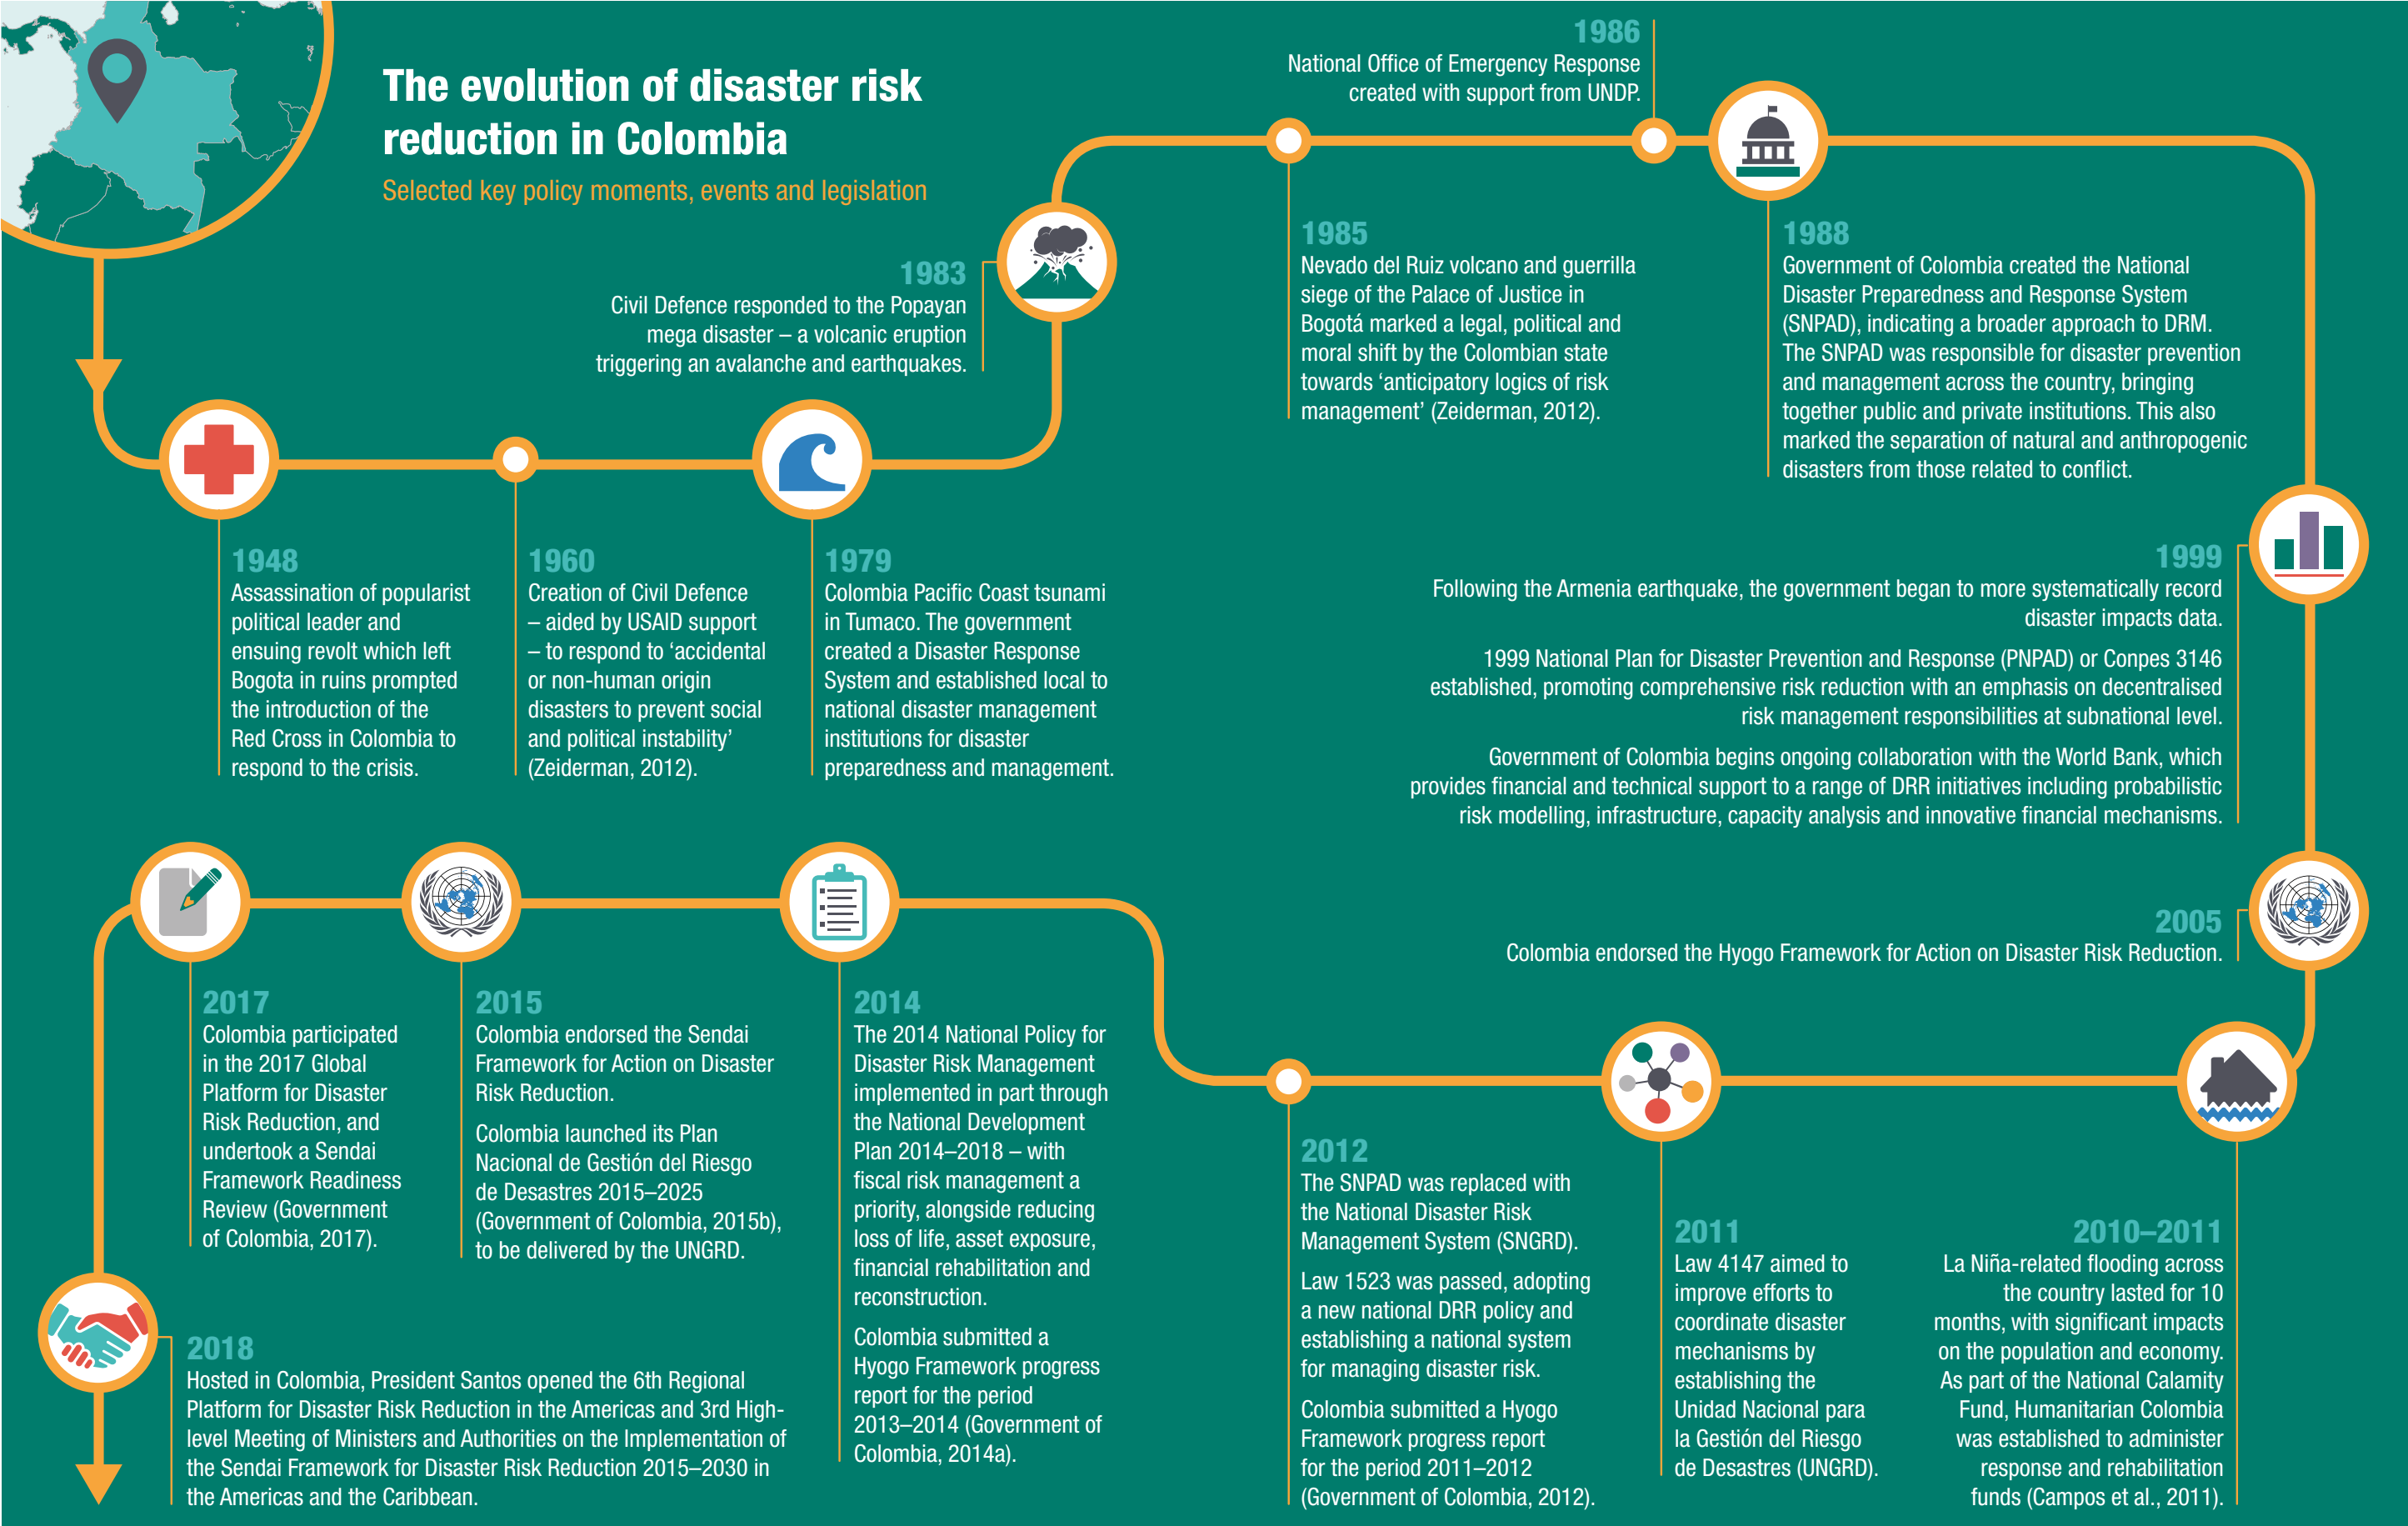 The evolution of disaster risk
reduction in Colombia
Selected key policy moments, events and legislation
1948
Assassination of popularist
political leader and
ensuing revolt which left
Bogota in ruins prompted
the introduction of the
Red Cross in Colombia to
respond to the crisis.
1960
Creation of Civil Defence
– aided by USAID support
– to respond to ‘accidental
or non-human origin
disasters to prevent social
and political instability’
(Zeiderman, 2012).
1979
Colombia Pacific Coast tsunami
in Tumaco. The government
created a Disaster Response
System and established local to
national disaster management
institutions for disaster
preparedness and management.
1983
Civil Defence responded to the Popayan
mega disaster – a volcanic eruption
triggering an avalanche and earthquakes.
1985
Nevado del Ruiz volcano and guerrilla
siege of the Palace of Justice in
Bogotá marked a legal, political and
moral shift by the Colombian state
towards ‘anticipatory logics of risk
management’ (Zeiderman, 2012).
1986
National Office of Emergency Response
created with support from UNDP.
1988
Government of Colombia created the National
Disaster Preparedness and Response System
(SNPAD), indicating a broader approach to DRM.
The SNPAD was responsible for disaster prevention
and management across the country, bringing
together public and private institutions. This also
marked the separation of natural and anthropogenic
disasters from those related to conflict.
1999
Following the Armenia earthquake, the government began to more systematically record
disaster impacts data.
1999 National Plan for Disaster Prevention and Response (PNPAD) or Conpes 3146
established, promoting comprehensive risk reduction with an emphasis on decentralised
risk management responsibilities at subnational level.
Government of Colombia begins ongoing collaboration with the World Bank, which
provides financial and technical support to a range of DRR initiatives including probabilistic
risk modelling, infrastructure, capacity analysis and innovative financial mechanisms.
2005
Colombia endorsed the Hyogo Framework for Action on Disaster Risk Reduction.
2010–2011
La Niña-related flooding across
the country lasted for 10
months, with significant impacts
on the population and economy.
As part of the National Calamity
Fund, Humanitarian Colombia
was established to administer
response and rehabilitation
funds (Campos et al., 2011).
2011
Law 4147 aimed to
improve efforts to
coordinate disaster
mechanisms by
establishing the
Unidad Nacional para
la Gestión del Riesgo
de Desastres (UNGRD).
2012
The SNPAD was replaced with
the National Disaster Risk
Management System (SNGRD).
Law 1523 was passed, adopting
a new national DRR policy and
establishing a national system
for managing disaster risk.
Colombia submitted a Hyogo
Framework progress report
for the period 2011–2012
(Government of Colombia, 2012).
2014
The 2014 National Policy for
Disaster Risk Management
implemented in part through
the National Development
Plan 2014–2018 – with
fiscal risk management a
priority, alongside reducing
loss of life, asset exposure,
financial rehabilitation and
reconstruction.
Colombia submitted a
Hyogo Framework progress
report for the period
2013–2014 (Government of
Colombia, 2014a).
2015
Colombia endorsed the Sendai
Framework for Action on Disaster
Risk Reduction.
Colombia launched its Plan
Nacional de Gestión del Riesgo
de Desastres 2015–2025
(Government of Colombia, 2015b),
to be delivered by the UNGRD.
2017
Colombia participated
in the 2017 Global
Platform for Disaster
Risk Reduction, and
undertook a Sendai
Framework Readiness
Review (Government
of Colombia, 2017).
2018
Hosted in Colombia, President Santos opened the 6th Regional
Platform for Disaster Risk Reduction in the Americas and 3rd High-
level Meeting of Ministers and Authorities on the Implementation of
the Sendai Framework for Disaster Risk Reduction 2015–2030 in
the Americas and the Caribbean.